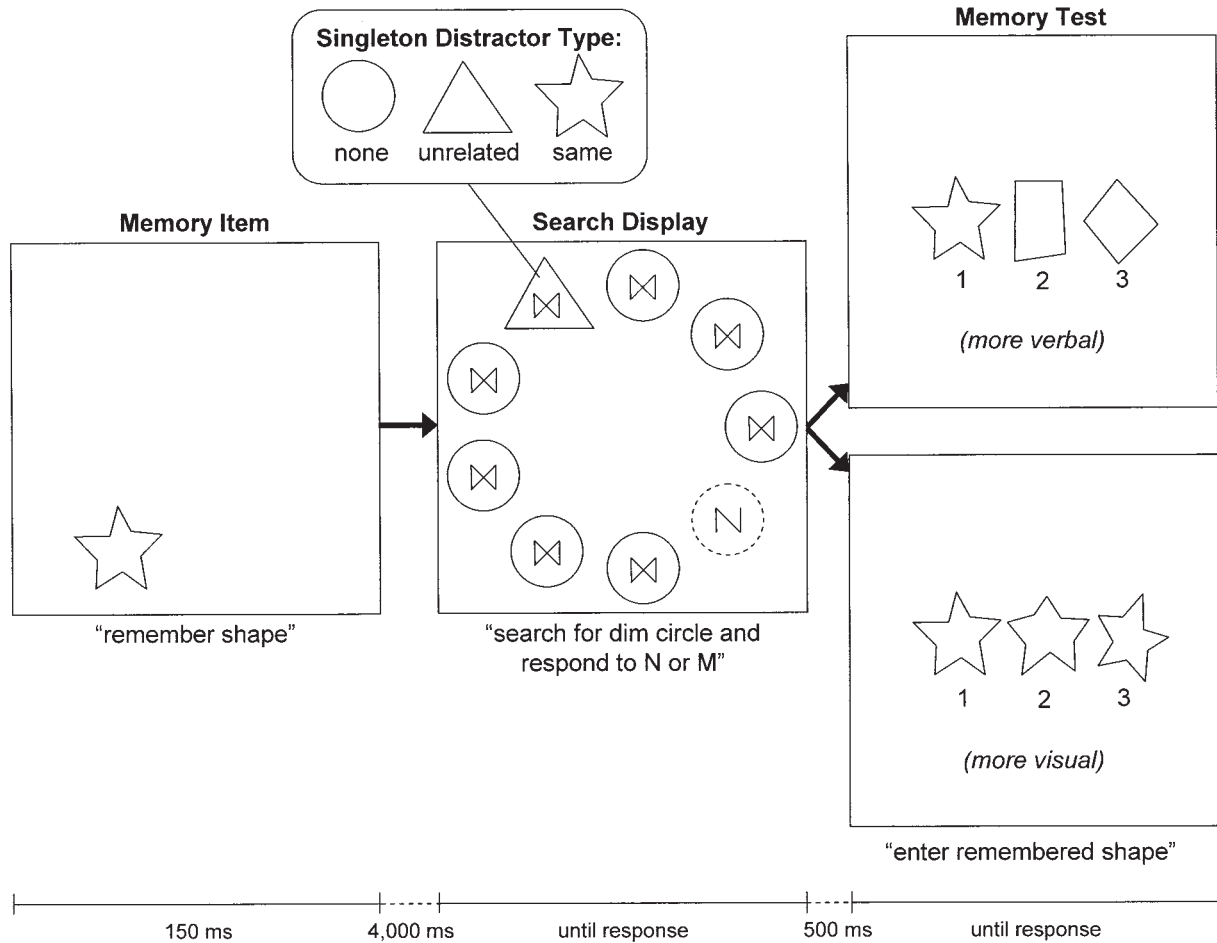 Memory Test
Singleton Distractor Type:
none unrelated same
Memory Item
Search Display
1 2 3
(more verbal)
N
1 2 3
(more visual)
“remember shape”
“search for dim circle and
respond to N or M”
“enter remembered shape”
150 ms 4,000 ms until response 500 ms until response